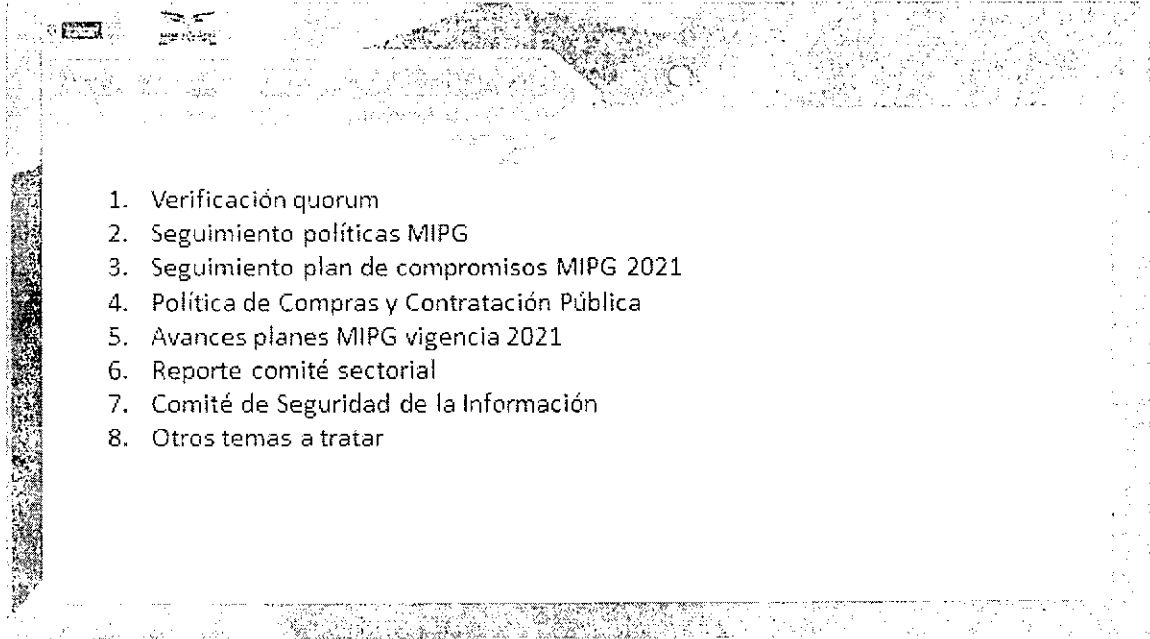 1. Verificación quorum
2. Seguimiento políticas MIPG
3. Seguimiento plan de compromisos MIPG 2021
4. Política de Compras y Contratación Pública
5. Avances planes MIPG vigencia 2021
6. Reporte comité sectorial
7. Comité de Seguridad de la Información
8. Otros temas a tratar